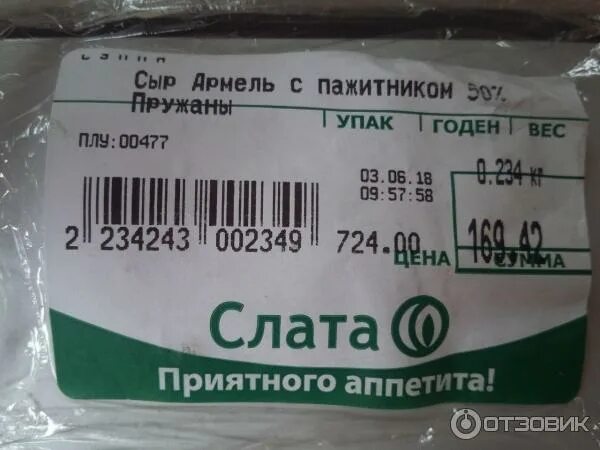 Сыр Армель с пажитником 50%
Пружаны
УПАК ГОДЕН ВЕС
ПЛУ:00477
03.06.18 0.234 кг
09:57:58
2 234243 002349 724.00 ЦЕНА 169.42 СУММА
Слата
Приятного аппетита!
ОТЗОВИК